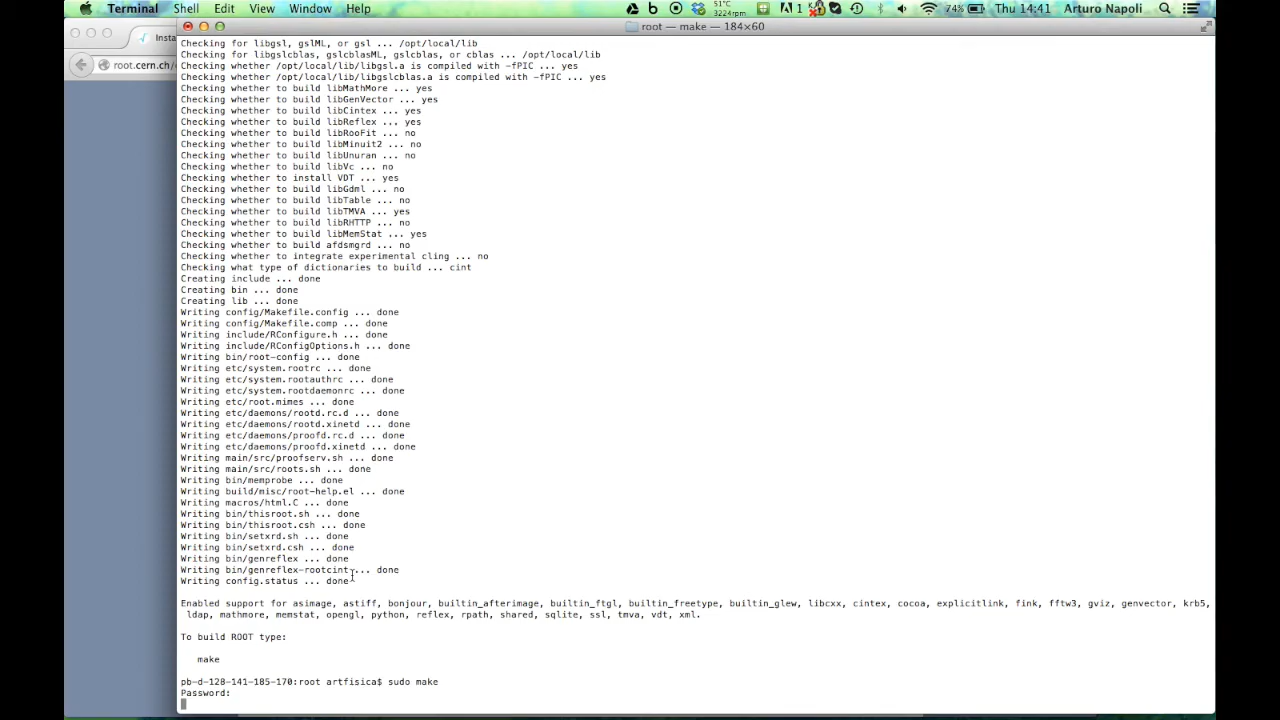 Terminal Shell Edit View Window Help 51°C 3224rpm 1 74% Thu 14:41 Arturo Napoli
root — make — 184×60
Insta
root.cern.ch/
Checking for libgsl, gslML, or gsl ... /opt/local/lib
Checking for libgslcblas, gslcblasML, gslcblas, or cblas ... /opt/local/lib
Checking whether /opt/local/lib/libgsl.a is compiled with -fPIC ... yes
Checking whether /opt/local/lib/libgslcblas.a is compiled with -fPIC ... yes
Checking whether to build libMathMore ... yes
Checking whether to build libGenVector ... yes
Checking whether to build libCintex ... yes
Checking whether to build libReflex ... yes
Checking whether to build libRooFit ... no
Checking whether to build libMinuit2 ... no
Checking whether to build libUnuran ... no
Checking whether to build libVc ... no
Checking whether to install VDT ... yes
Checking whether to build libGdml ... no
Checking whether to build libTable ... no
Checking whether to build libTMVA ... yes
Checking whether to build libRHTTP ... no
Checking whether to build libMemStat ... yes
Checking whether to build afdsmgrd ... no
Checking whether to integrate experimental cling ... no
Checking what type of dictionaries to build ... cint
Creating include ... done
Creating bin ... done
Creating lib ... done
Writing config/Makefile.config ... done
Writing config/Makefile.comp ... done
Writing include/RConfigure.h ... done
Writing include/RConfigOptions.h ... done
Writing bin/root-config ... done
Writing etc/system.rootrc ... done
Writing etc/system.rootauthrc ... done
Writing etc/system.rootdaemonrc ... done
Writing etc/root.mimes ... done
Writing etc/daemons/rootd.rc.d ... done
Writing etc/daemons/rootd.xinetd ... done
Writing etc/daemons/proofd.rc.d ... done
Writing etc/daemons/proofd.xinetd ... done
Writing main/src/proofserv.sh ... done
Writing main/src/roots.sh ... done
Writing bin/memprobe ... done
Writing build/misc/root-help.el ... done
Writing macros/html.C ... done
Writing bin/thisroot.sh ... done
Writing bin/thisroot.csh ... done
Writing bin/setxrd.sh ... done
Writing bin/setxrd.csh ... done
Writing bin/genreflex ... done
Writing bin/genreflex-rootcint ... done
Writing config.status ... done
Enabled support for asimage, astiff, bonjour, builtin_afterimage, builtin_ftgl, builtin_freetype, builtin_glew, libcxx, cintex, cocoa, explicitlink, fink, fftw3, gviz, genvector, krb5,
ldap, mathmore, memstat, opengl, python, reflex, rpath, shared, sqlite, ssl, tmva, vdt, xml.
To build ROOT type:
make
pb-d-128-141-185-170:root artfisica$ sudo make
Password: